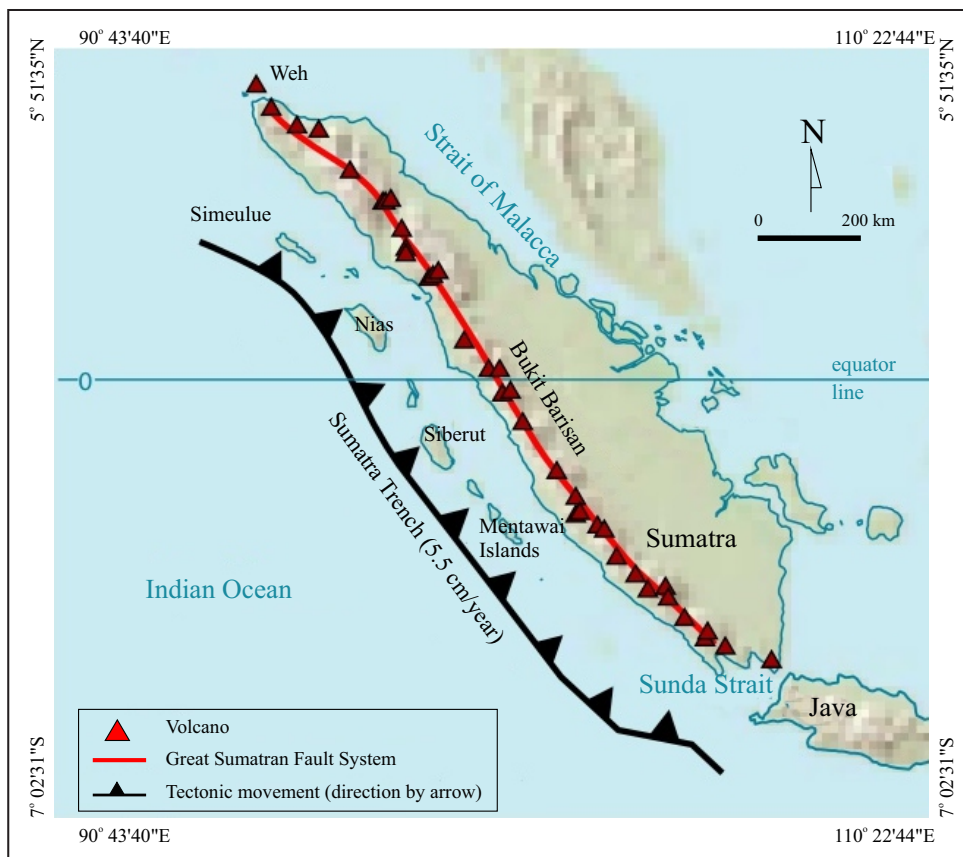 90° 43'40"E
110° 22'44"E
5° 51'35"N
5° 51'35"N
Weh
N
Strait of Malacca
0 200 km
Simeulue
Nias
Bukit Barisan
equator
line
0
Siberut
Sumatra Trench (5.5 cm/year)
Mentawai
Islands
Sumatra
Indian Ocean
Sunda Strait
Java
Volcano
Great Sumatran Fault System
Tectonic movement (direction by arrow)
7° 02'31"S
7° 02'31"S
90° 43'40"E
110° 22'44"E